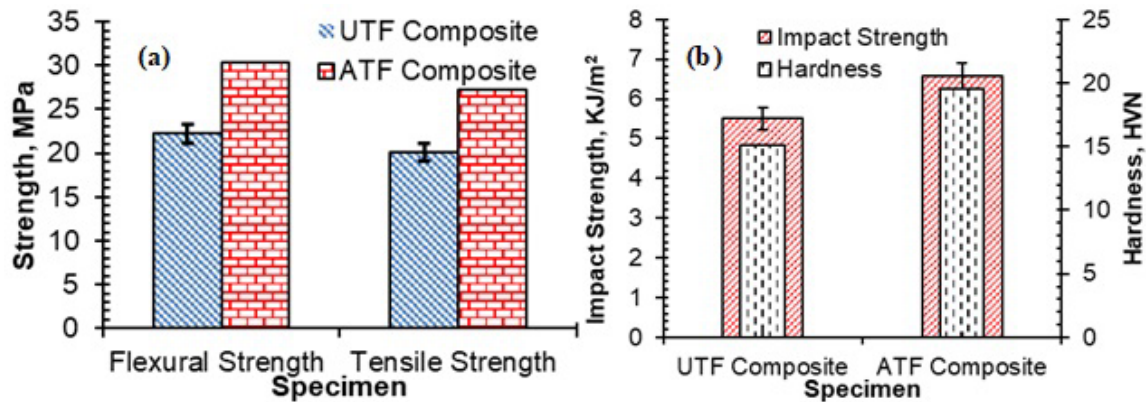 35
30
25
20
15
10
5
0
Strength, MPa
(a)
UTF Composite
ATF Composite
Flexural Strength
Tensile Strength
Specimen
8
7
6
5
4
3
2
1
0
Impact Strength, KJ/m²
(b)
Impact Strength
Hardness
25
20
15
10
5
0
Hardness, HVN
UTF Composite
ATF Composite
Specimen